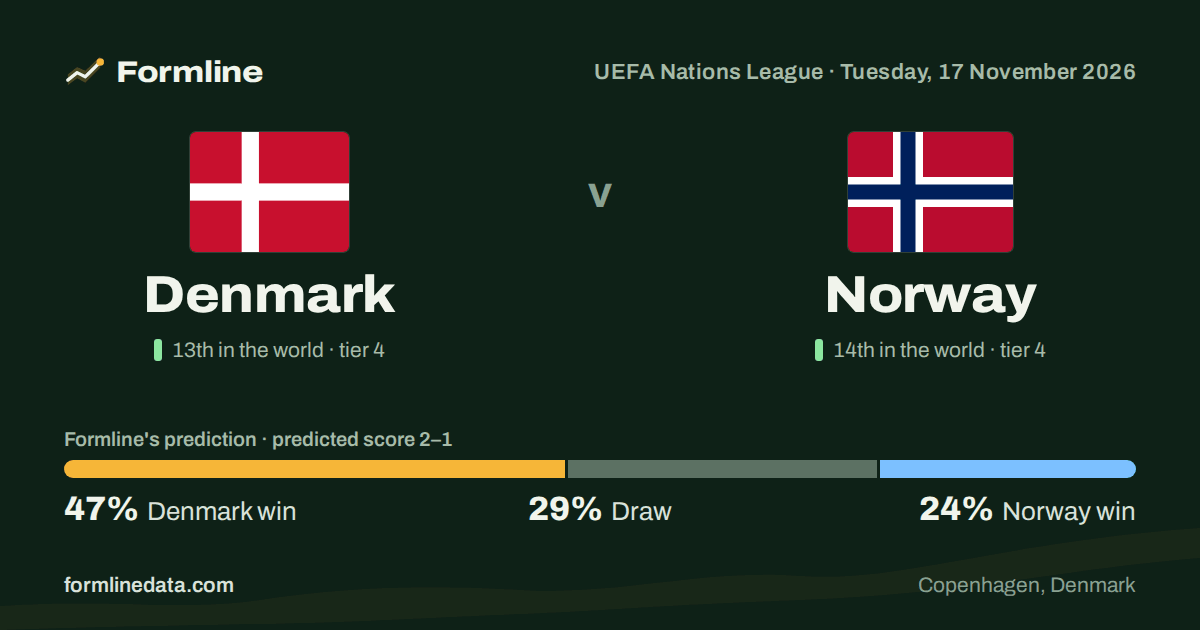 Formline
UEFA Nations League · Tuesday, 17 November 2026
v
Denmark
Norway
13th in the world · tier 4
14th in the world · tier 4
Formline's prediction · predicted score 2–1
47% Denmark win
29% Draw
24% Norway win
formlinedata.com
Copenhagen, Denmark